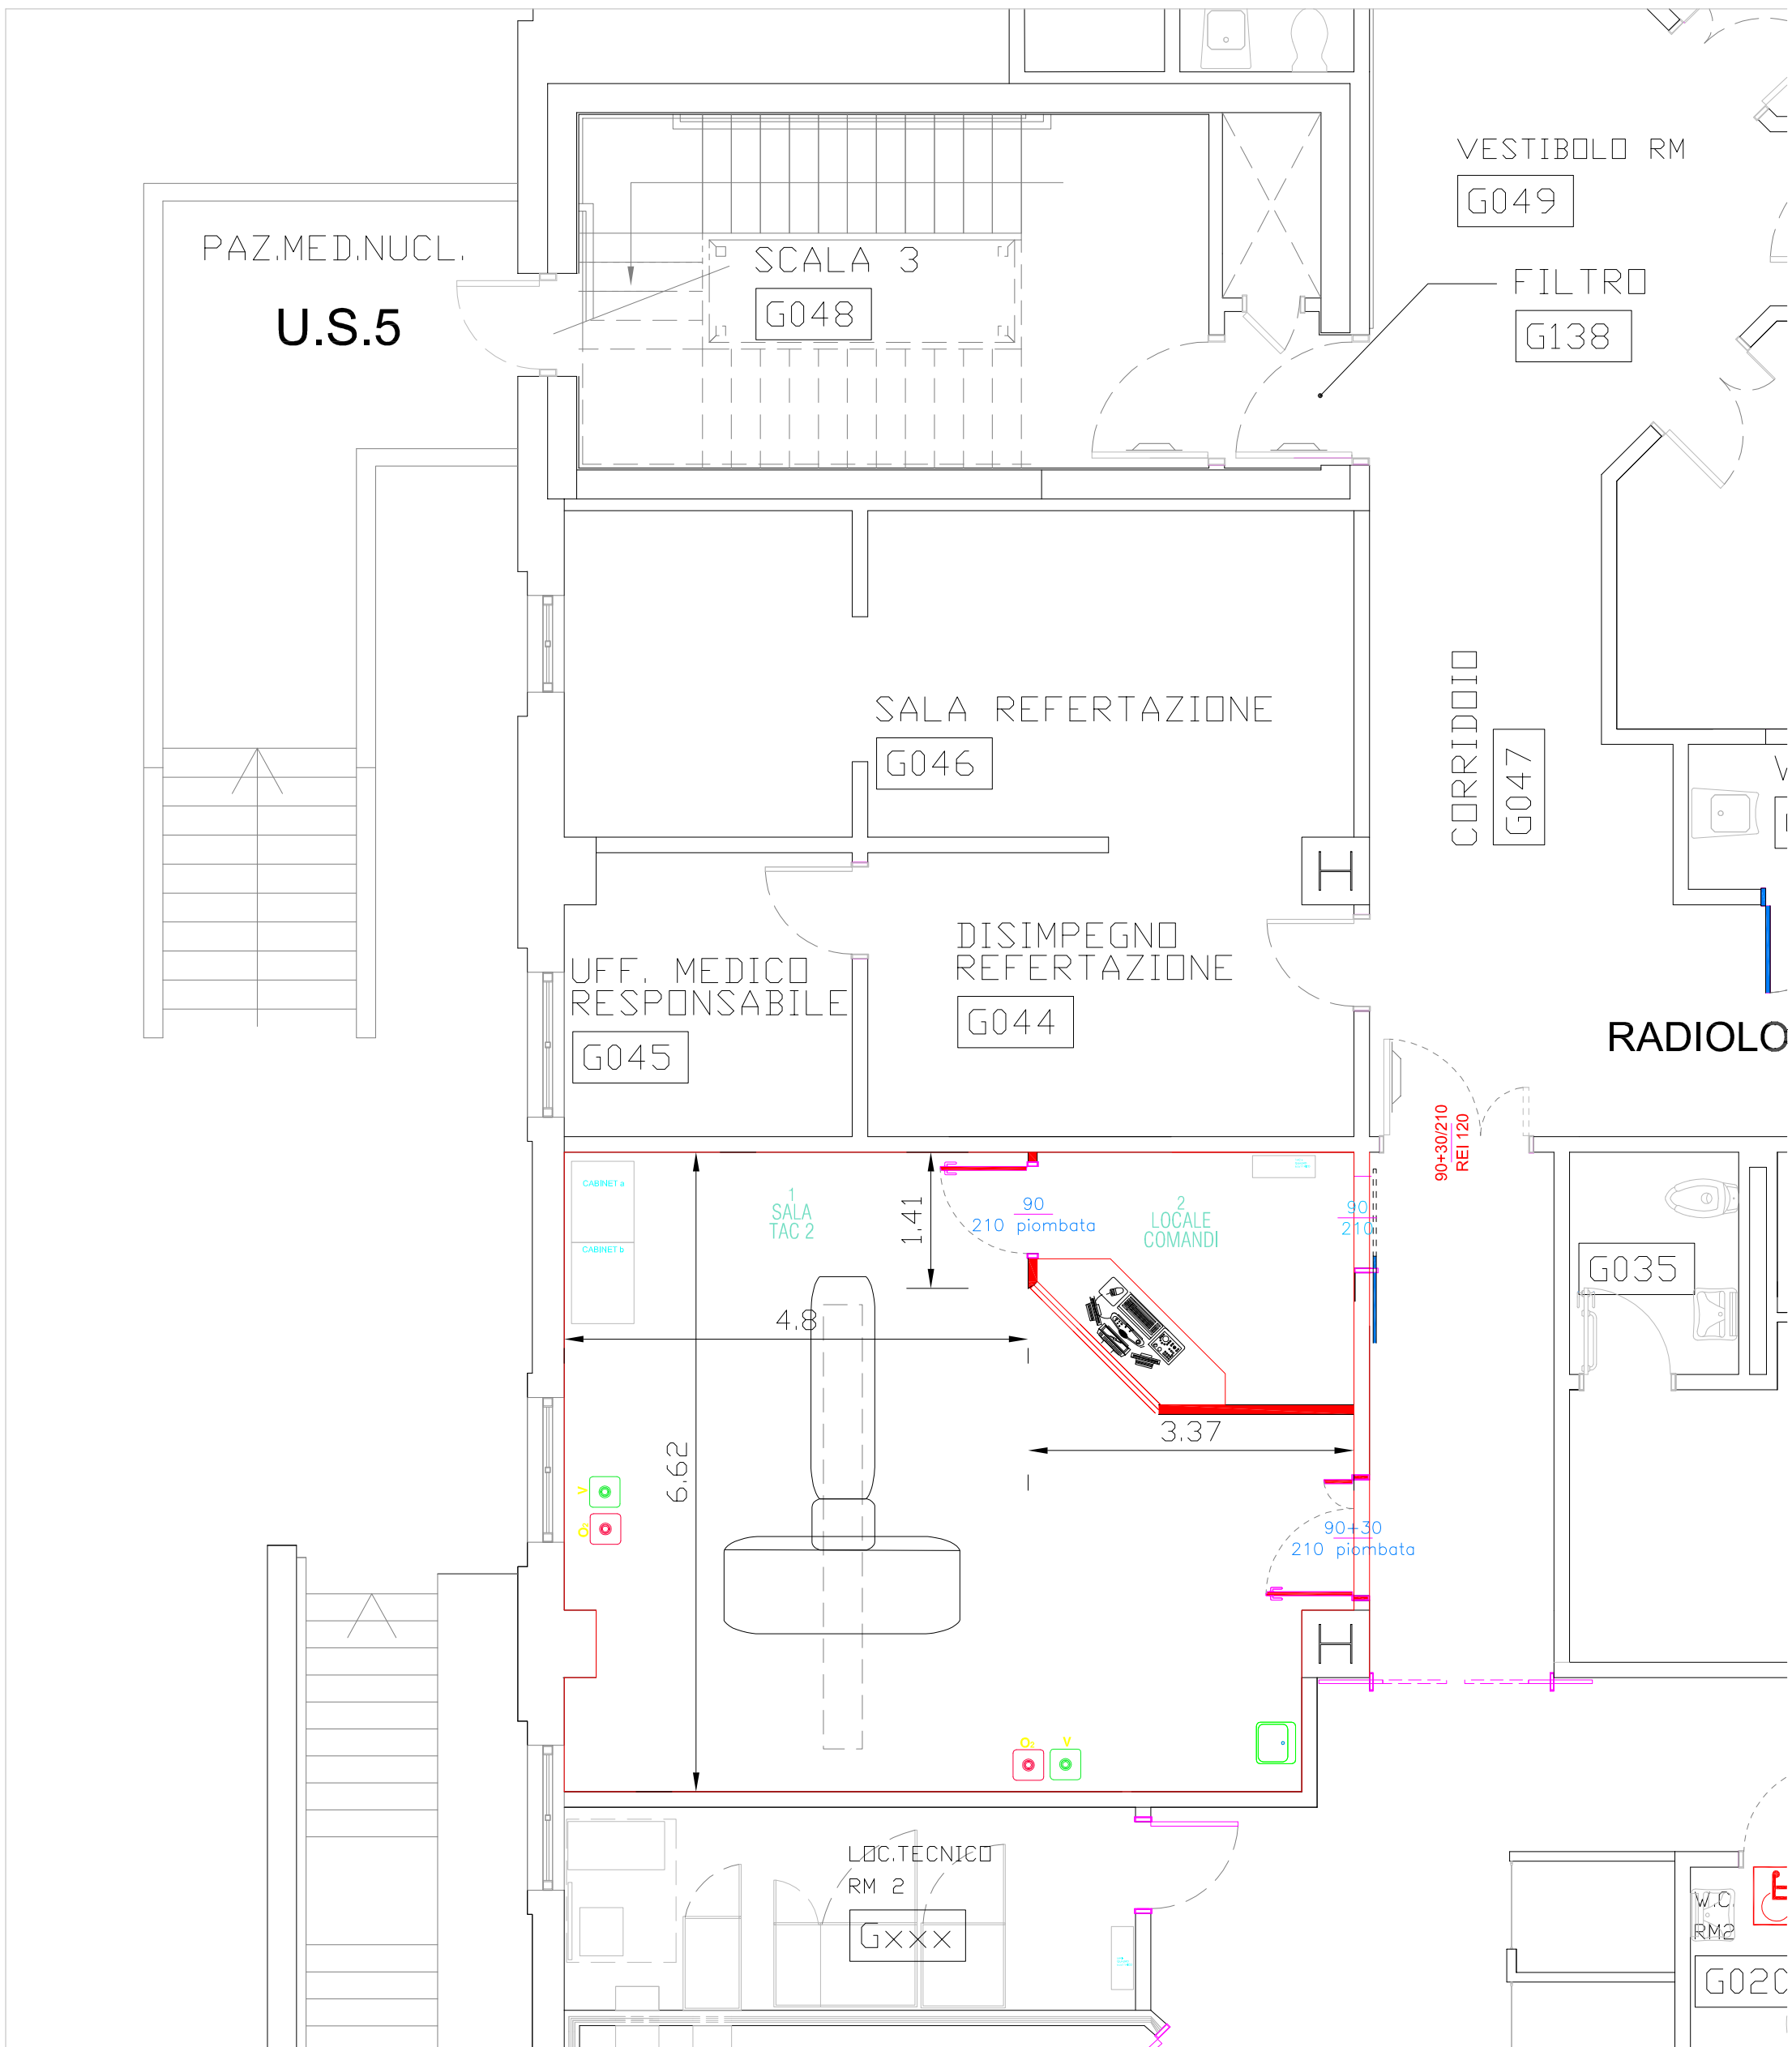 VESTIBOLO RM
G049
PAZ.MED.NUCL.
U.S.5
SCALA 3
G048
FILTRO
G138
SALA REFERTAZIONE
G046
CORRIDOIO
G047
DISIMPEGNO
REFERTAZIONE
G044
UFF. MEDICO
RESPONSABILE
G045
RADIOLO
90+30/210
REI 120
CABINET a
CABINET b
1
SALA
TAC 2
1.41
90
210 piombata
2
LOCALE
COMANDI
90
210
G035
4.8
6.62
3.37
V
O2
90+30
210 piombata
H
H
O2
V
LOC.TECNICO
RM 2
Gxxx
W.C.
RM2
G020